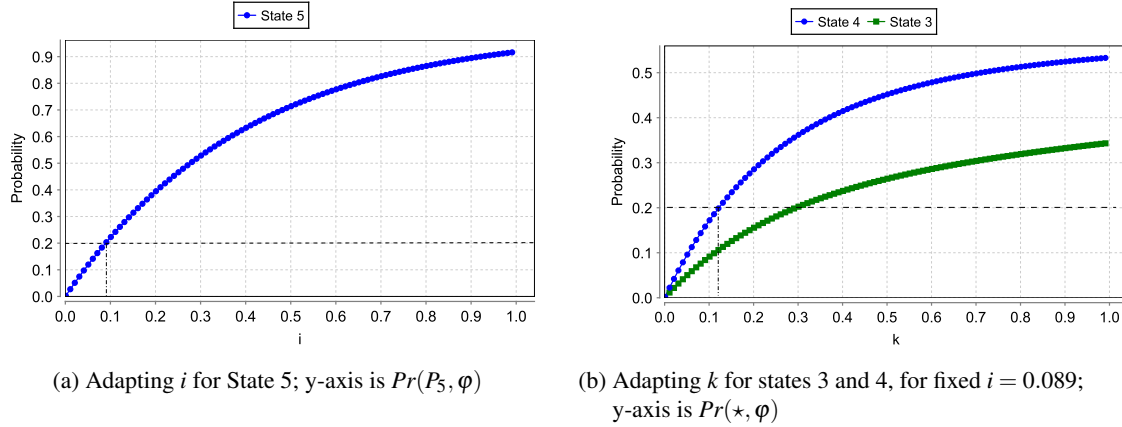 State 5
0.9
0.8
0.7
0.6
0.5
0.4
0.3
0.2
0.1
0.0
Probability
0.0 0.1 0.2 0.3 0.4 0.5 0.6 0.7 0.8 0.9 1.0
i
(a) Adapting i for State 5; y-axis is Pr(P₅, φ)
State 4 State 3
0.5
0.4
0.3
0.2
0.1
0.0
Probability
0.0 0.1 0.2 0.3 0.4 0.5 0.6 0.7 0.8 0.9 1.0
k
(b) Adapting k for states 3 and 4, for fixed i = 0.089;
y-axis is Pr(⋆, φ)